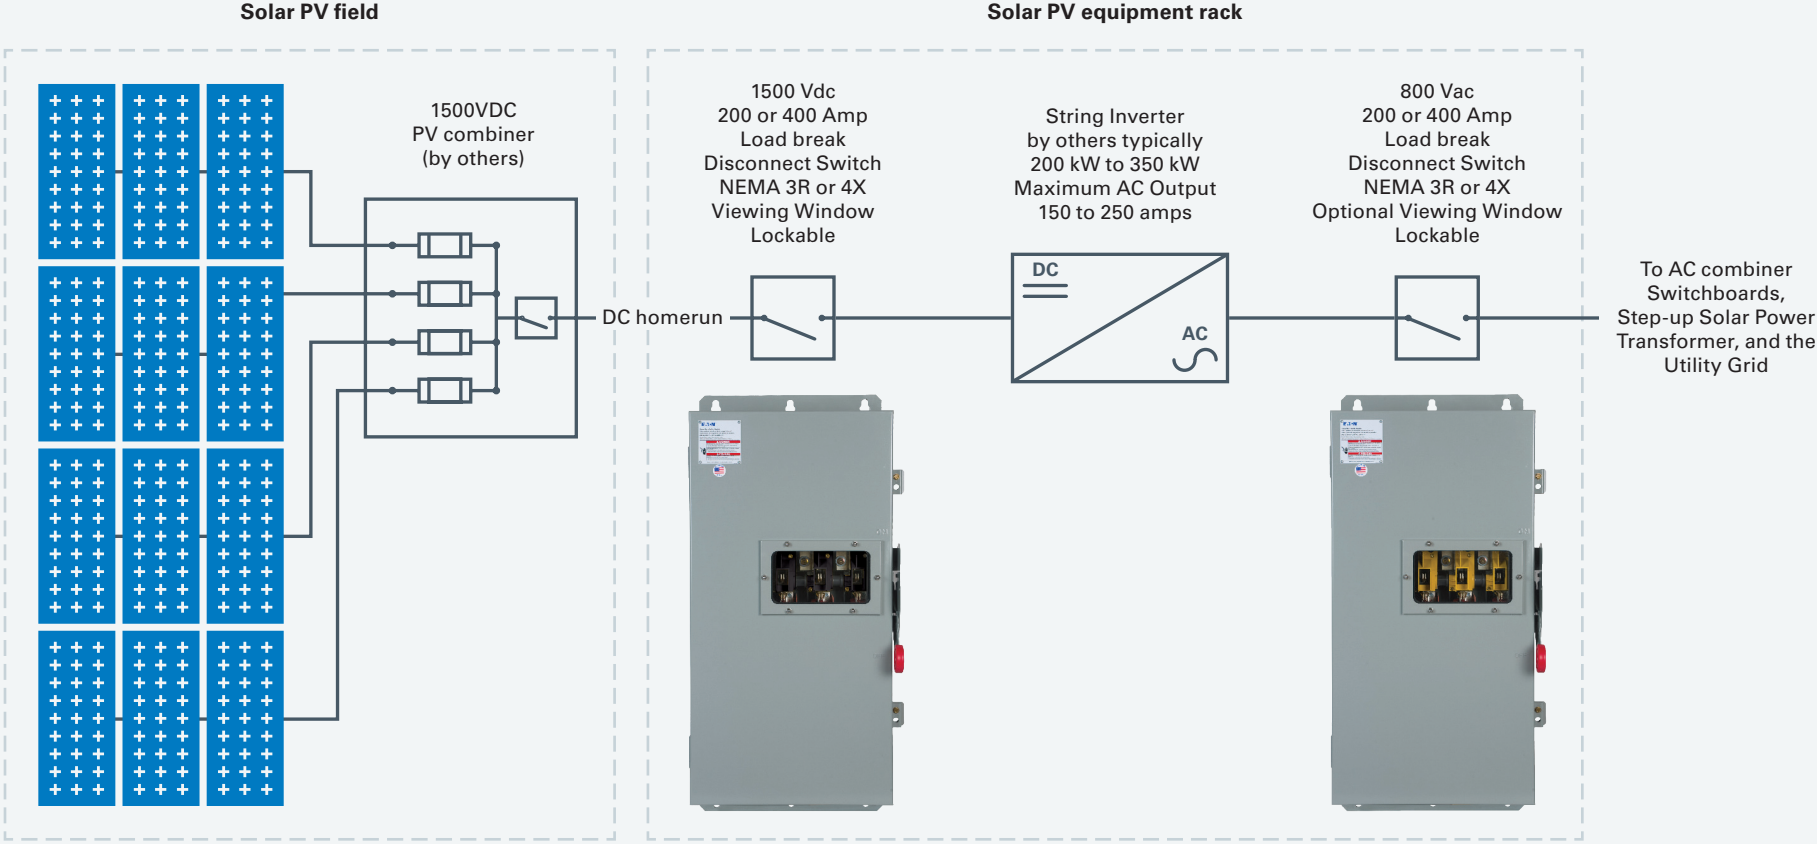 Solar PV field
Solar PV equipment rack
1500VDC
PV combiner
(by others)
1500 Vdc
200 or 400 Amp
Load break
Disconnect Switch
NEMA 3R or 4X
Viewing Window
Lockable
String Inverter
by others typically
200 kW to 350 kW
Maximum AC Output
150 to 250 amps
800 Vac
200 or 400 Amp
Load break
Disconnect Switch
NEMA 3R or 4X
Optional Viewing Window
Lockable
DC homerun
DC
AC
To AC combiner
Switchboards,
Step-up Solar Power
Transformer, and the
Utility Grid